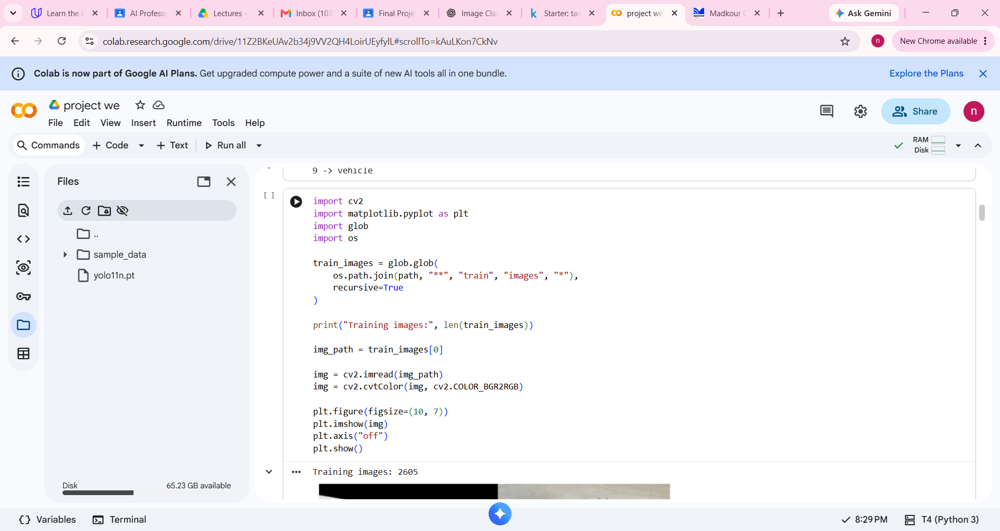 Learn the L
AI Professi
Lectures -
Inbox (103
Final Proje
Image Clas
Starter: tac
project we
Madkour C
Ask Gemini
colab.research.google.com/drive/11Z2BKeUAv2b34j9VV2QH4LoirUEyfylL#scrollTo=kAuLKon7CkNv
n
New Chrome available
Colab is now part of Google AI Plans. Get upgraded compute power and a suite of new AI tools all in one bundle.
Explore the Plans
project we
File Edit View Insert Runtime Tools Help
Share
n
Commands
+ Code
+ Text
Run all
RAM
Disk
Files
..
sample_data
yolo11n.pt
Disk
65.23 GB available
9 -> vehicle
[ ]
import cv2
import matplotlib.pyplot as plt
import glob
import os
train_images = glob.glob(
os.path.join(path, "**", "train", "images", "*"),
recursive=True
)
print("Training images:", len(train_images))
img_path = train_images[0]
img = cv2.imread(img_path)
img = cv2.cvtColor(img, cv2.COLOR_BGR2RGB)
plt.figure(figsize=(10, 7))
plt.imshow(img)
plt.axis("off")
plt.show()
Training images: 2605
Variables
Terminal
8:29 PM
T4 (Python 3)